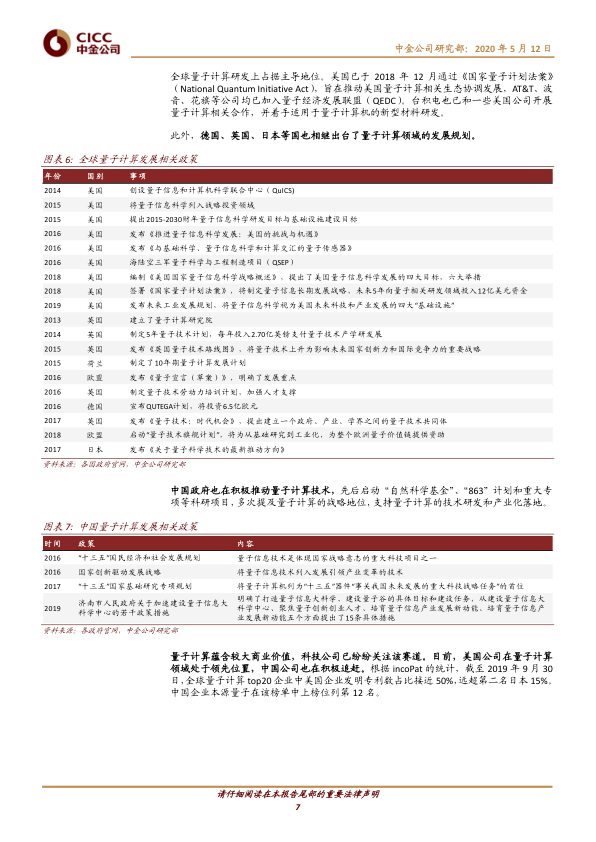 CICC
中金公司
中金公司研究部：2020 年 5 月 12 日
全球量子计算研发上占据主导地位。美国已于 2018 年 12 月通过《国家量子计划法案》
（National Quantum Initiative Act），旨在推动美国量子计算相关生态协调发展，AT&T、波
音、花旗等公司均已加入量子经济发展联盟（QEDC）。台积电也已和一些美国公司开展
量子计算相关合作，并着手适用于量子计算机的新型材料研发。
此外，德国、英国、日本等国也相继出台了量子计算领域的发展规划。
图表 6: 全球量子计算发展相关政策
年份 国别 事项
2014 美国 创设量子信息和计算机科学联合中心（QuICS）
2015 美国 将量子信息科学列入战略投资领域
2015 美国 提出2015-2030财年量子信息科学研发目标与基础设施建设目标
2016 美国 发布《推进量子信息科学发展：美国的挑战与机遇》
2016 美国 发布《与基础科学、量子信息科学和计算交汇的量子传感器》
2016 美国 海陆空三军量子科学与工程制造项目（QSEP）
2018 美国 编制《美国国家量子信息科学战略概述》，提出了美国量子信息科学发展的四大目标，六大举措
2018 美国 签署《国家量子计划法案》，将制定量子信息长期发展战略，未来5年向量子相关研发领域投入12亿美元资金
2019 美国 发布未来工业发展规划，将量子信息科学视为美国未来科技和产业发展的四大“基础设施”
2013 英国 建立了量子计算研究院
2014 英国 制定5年量子技术计划，每年投入2.70亿英镑支付量子技术产学研发展
2015 英国 发布《英国量子技术路线图》，将量子技术上升为影响未来国家创新力和国际竞争力的重要战略
2015 荷兰 制定了10年期量子计算发展计划
2016 欧盟 发布《量子宣言（草案）》，明确了发展重点
2016 英国 制定量子技术劳动力培训计划，加强人才支撑
2016 德国 宣布QUTEGA计划，将投资6.5亿欧元
2017 英国 发布《量子技术：时代机会》，提出建立一个政府、产业、学界之间的量子技术共同体
2018 欧盟 启动“量子技术旗舰计划”，将为从基础研究到工业化，为整个欧洲量子价值链提供资助
2017 日本 发布《关于量子科学技术的最新推动方向》
资料来源：各国政府官网、中金公司研究部
中国政府也在积极推动量子计算技术，先后启动“自然科学基金”、“863”计划和重大专
项等科研项目，多次提及量子计算的战略地位，支持量子计算的技术研发和产业化落地。
图表 7: 中国量子计算发展相关政策
时间 政策 内容
2016 “十三五”国民经济和社会发展规划 量子信息技术是体现国家战略意志的重大科技项目之一
2016 国家创新驱动发展战略 将量子信息技术列入发展引领产业变革的技术
2017 “十三五”国家基础研究专项规划 将量子计算机列为“十三五”器件“事关我国未来发展的重大科技战略任务”的首位
2019 济南市人民政府关于加速建设量子信息大科学中心的若干政策措施 明确了打造量子信息大科学、建设量子谷的具体目标和建设任务，从建设量子信息大
科学中心、聚焦量子创新创业人才、培育量子信息产业发展新动能、培育量子信息产
业发展新动能五个方面提出了15条具体措施
资料来源：各政府官网、中金公司研究部
量子计算蕴含较大商业价值，科技公司已纷纷关注该赛道。目前，美国公司在量子计算
领域处于领先位置，中国公司也在积极追赶。根据 incoPat 的统计，截至 2019 年 9 月 30
日，全球量子计算 top20 企业中美国企业发明专利数占比接近 50%，远超第二名日本 15%。
中国企业本源量子在该榜单中上榜位列第 12 名。
请仔细阅读在本报告尾部的重要法律声明
7